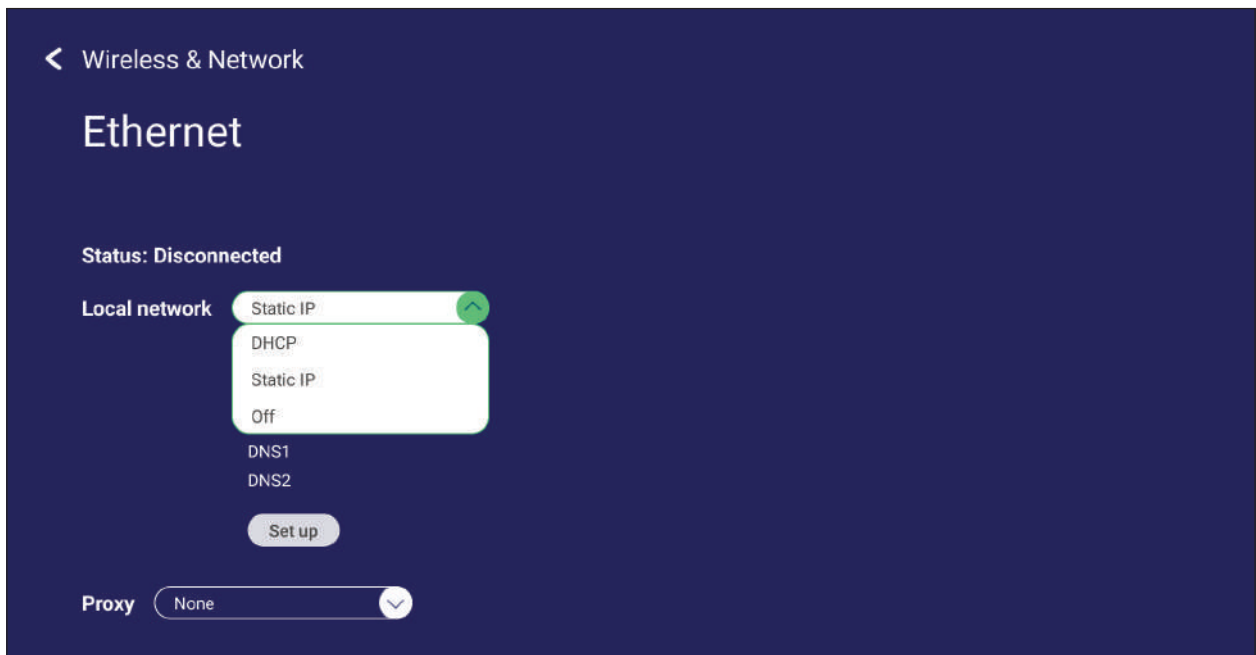 Wireless & Network
Ethernet
Status: Disconnected
Local network Static IP
DHCP
Static IP
Off
DNS1
DNS2
Set up
Proxy None